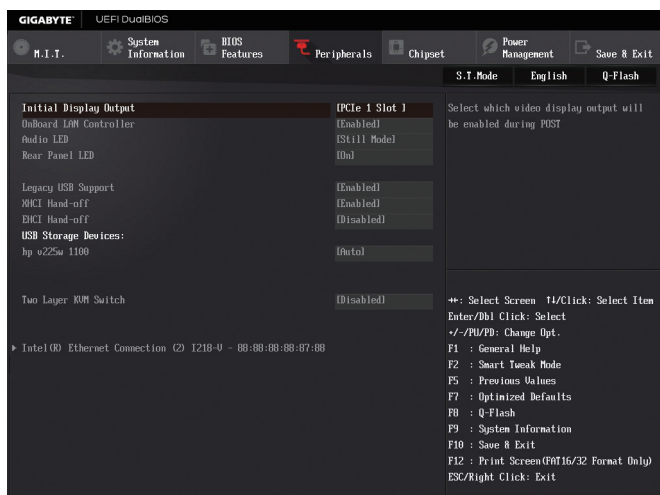 GIGABYTE™ UEFI DualBIOS
M.I.T. System Information BIOS Features Peripherals Chipset Power Management Save & Exit
S.T.Mode English Q-Flash
Initial Display Output [PCIe 1 Slot ]
OnBoard LAN Controller [Enabled]
Audio LED [Still Mode]
Rear Panel LED [On]
Legacy USB Support [Enabled]
XHCI Hand-off [Enabled]
EHCI Hand-off [Disabled]
USB Storage Devices:
hp v225w 1100 [Auto]
Two Layer KVM Switch [Disabled]
Intel(R) Ethernet Connection (2) I218-V - 88:88:88:88:87:88
Select which video display output will
be enabled during POST
→←: Select Screen ↑↓/Click: Select Item
Enter/Dbl Click: Select
+/-/PU/PD: Change Opt.
F1 : General Help
F2 : Smart Tweak Mode
F5 : Previous Values
F7 : Optimized Defaults
F8 : Q-Flash
F9 : System Information
F10 : Save & Exit
F12 : Print Screen(FAT16/32 Format Only)
ESC/Right Click: Exit